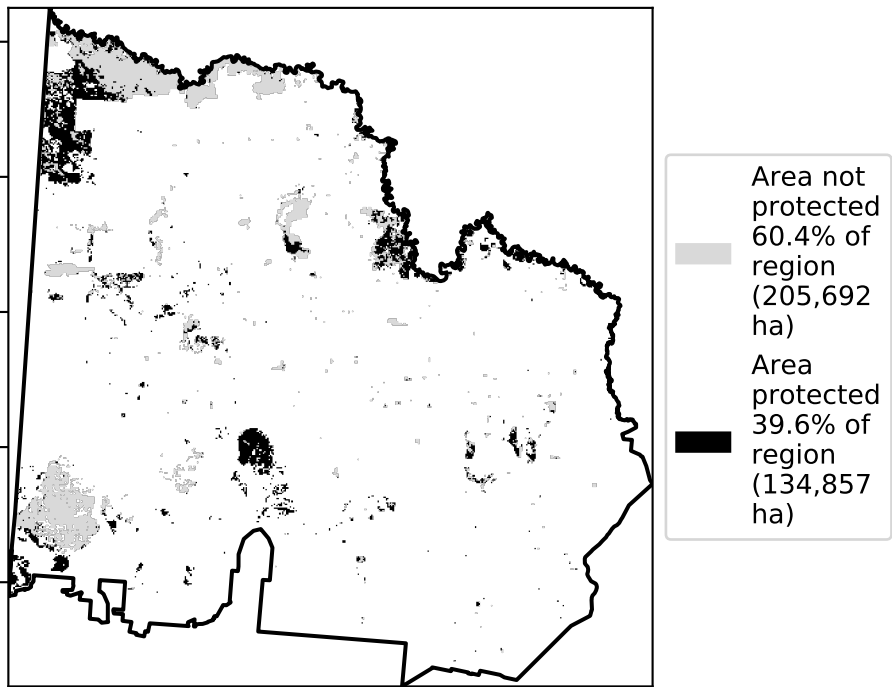 Area not
protected
60.4% of
region
(205,692
ha)
Area
protected
39.6% of
region
(134,857
ha)